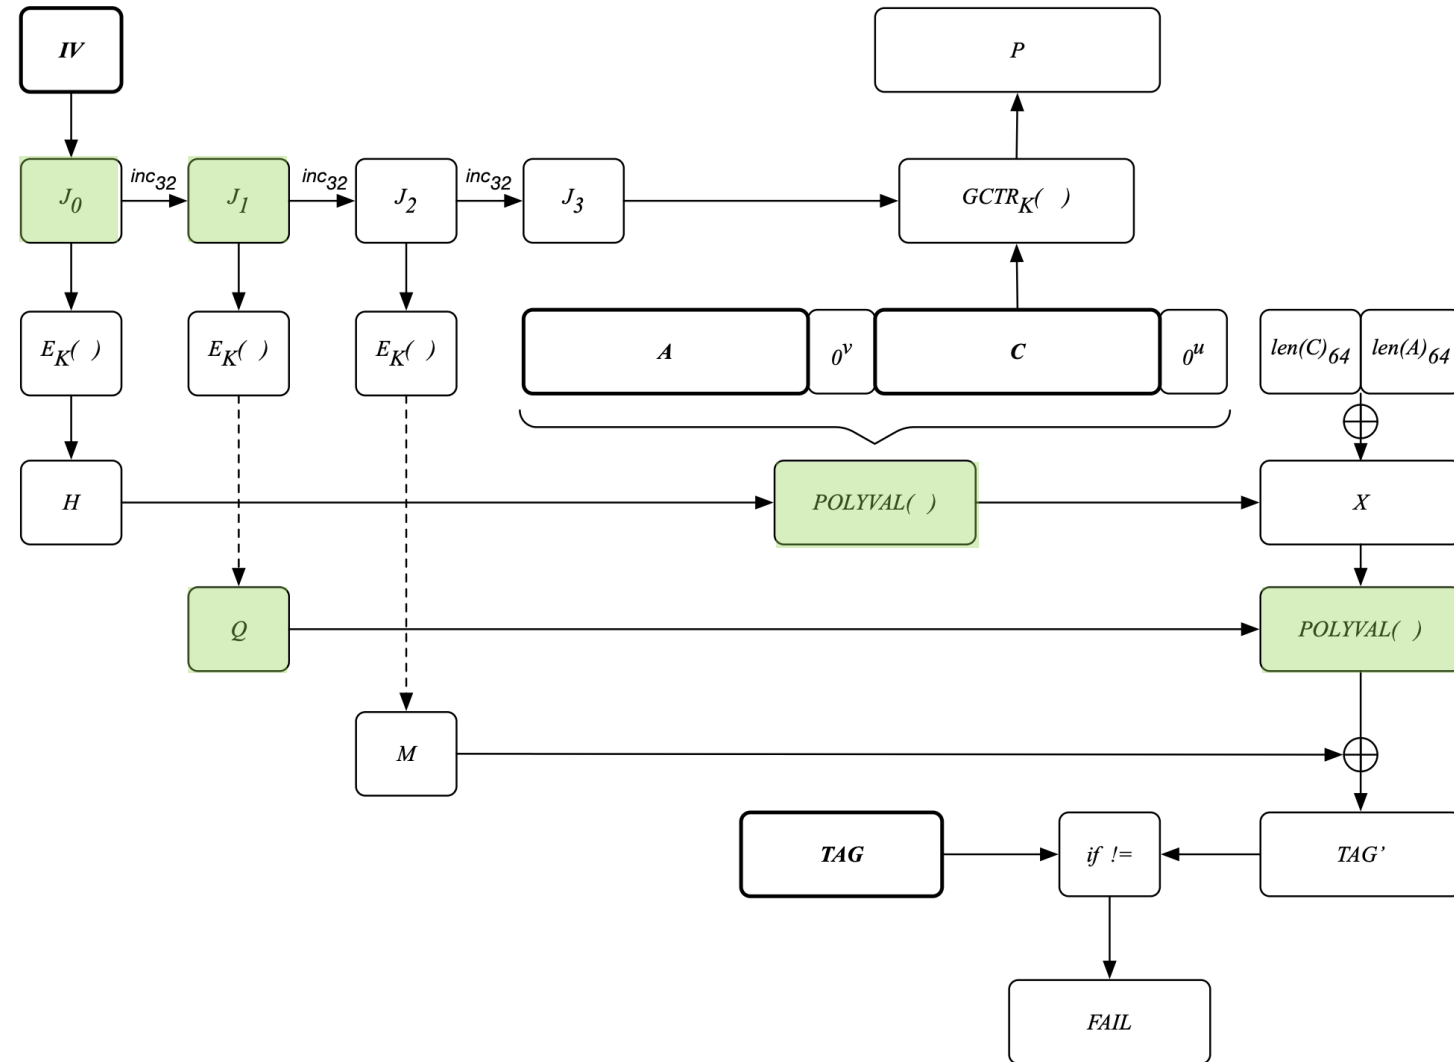 IV
P
J0 inc32 J1 inc32 J2 inc32 J3 GCTRK( )
EK( ) EK( ) EK( ) A 0v C 0u len(C)64 len(A)64
H POLYVAL( ) X
Q POLYVAL( )
M
TAG if != TAG’
FAIL